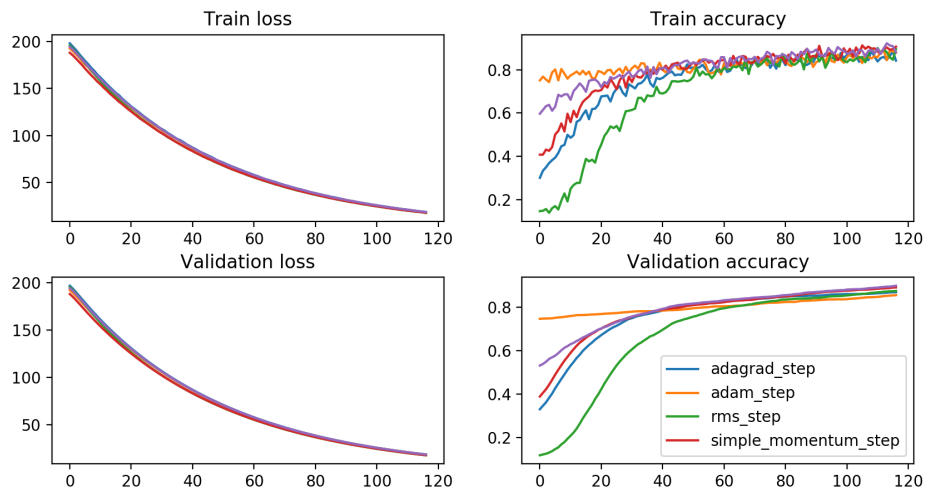 Train loss
Train accuracy
200
150
100
50
0 20 40 60 80 100 120
0.8
0.6
0.4
0.2
0 20 40 60 80 100 120
Validation loss
Validation accuracy
200
150
100
50
0 20 40 60 80 100 120
0.8
0.6
0.4
0.2
adagrad_step
adam_step
rms_step
simple_momentum_step
0 20 40 60 80 100 120